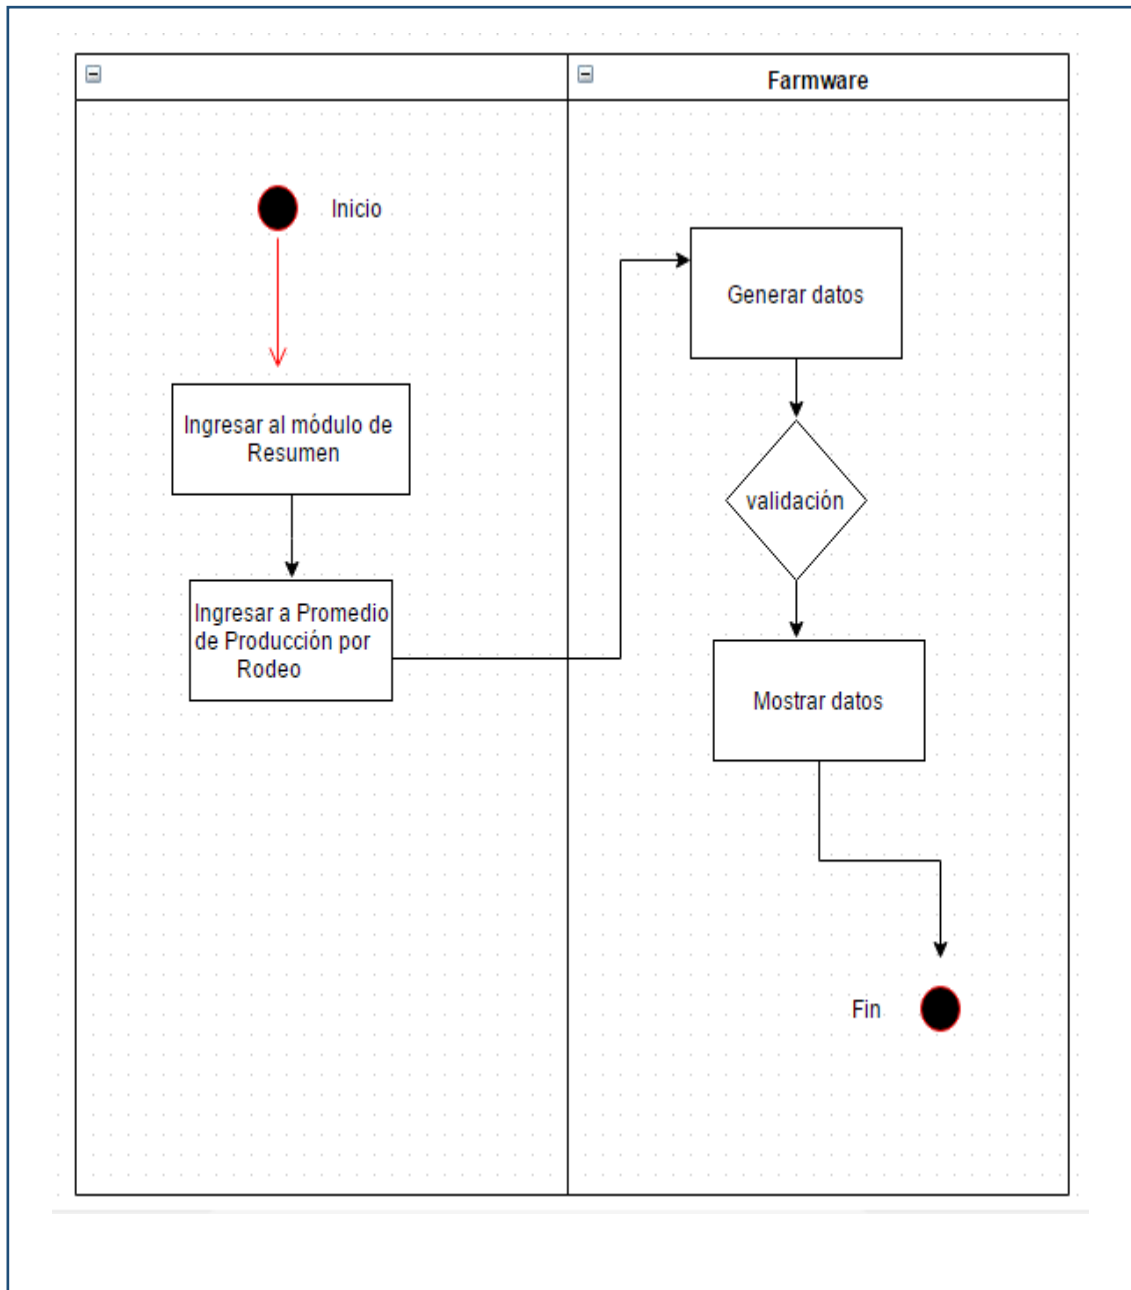 Farmware
Inicio
Ingresar al módulo de
Resumen
Ingresar a Promedio
de Producción por
Rodeo
Generar datos
validación
Mostrar datos
Fin